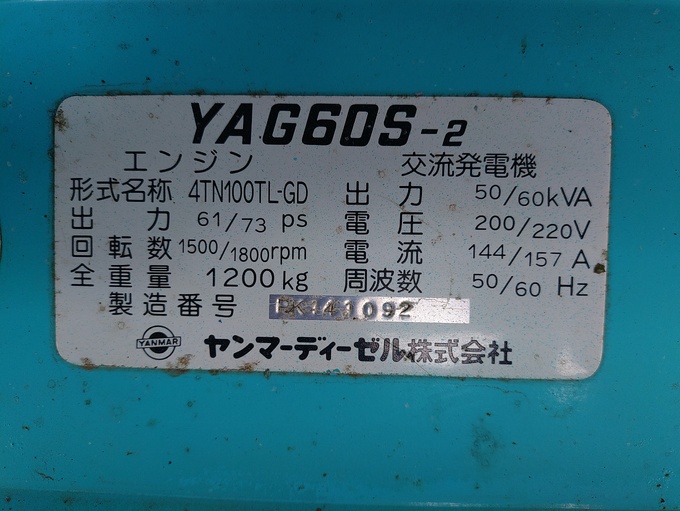 YAG60S-2
エンジン 交流発電機
形式名称 4TN100TL-GD 出力 50/60kVA
出力 61/73 ps 電圧 200/220V
回転数 1500/1800rpm 電流 144/157 A
全重量 1200kg 周波数 50/60 Hz
製造番号
YANMAR ヤンマーディーゼル株式会社